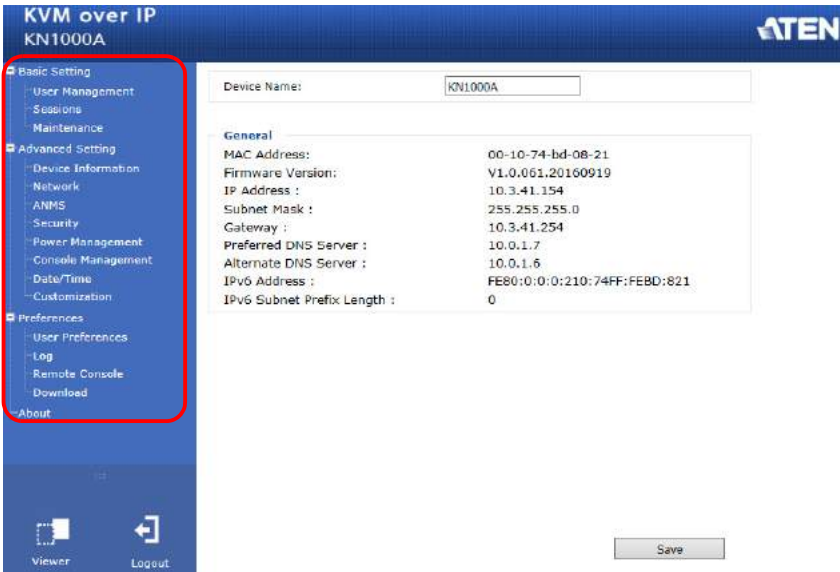 KVM over IP
KN1000A
ATEN
Basic Setting
User Management
Sessions
Maintenance
Advanced Setting
Device Information
Network
ANMS
Security
Power Management
Console Management
Date/Time
Customization
Preferences
User Preferences
Log
Remote Console
Download
About
Viewer
Logout
Device Name: KN1000A
General
MAC Address: 00-10-74-bd-08-21
Firmware Version: V1.0.061.20160919
IP Address : 10.3.41.154
Subnet Mask : 255.255.255.0
Gateway : 10.3.41.254
Preferred DNS Server : 10.0.1.7
Alternate DNS Server : 10.0.1.6
IPv6 Address : FE80:0:0:0:210:74FF:FEBD:821
IPv6 Subnet Prefix Length : 0
Save